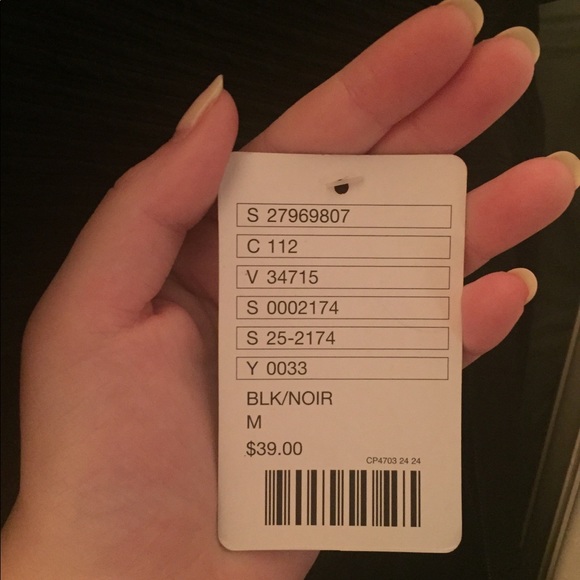 S 27969807
C 112
V 34715
S 0002174
S 25-2174
Y 0033
BLK/NOIR
M
$39.00
CP4703 24 24